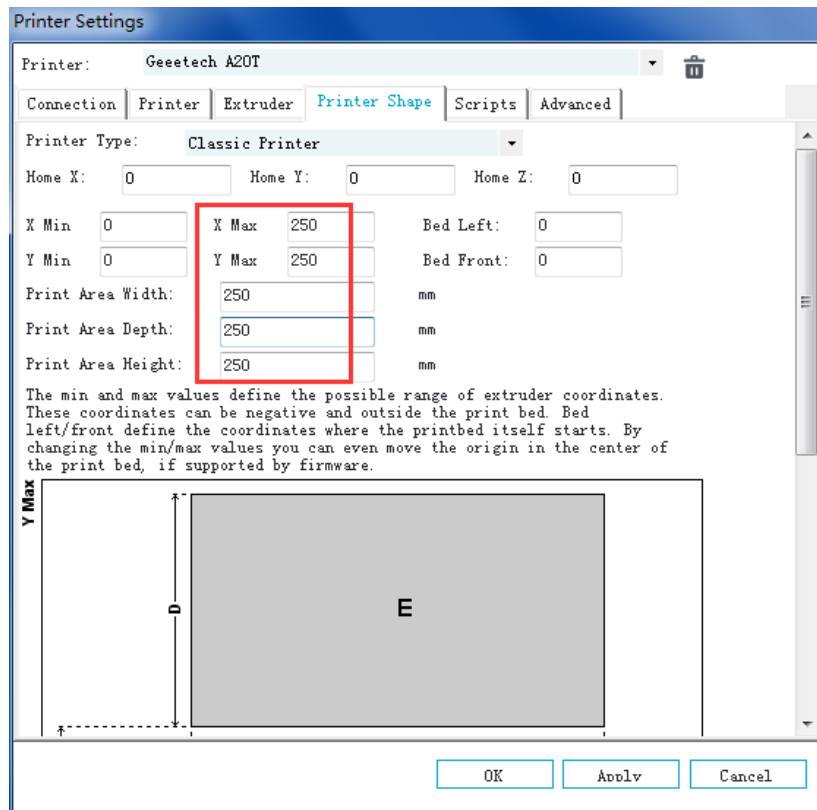 Printer Settings
Printer: Geeetech A20T
Connection Printer Extruder Printer Shape Scripts Advanced
Printer Type: Classic Printer
Home X: 0 Home Y: 0 Home Z: 0
X Min 0 X Max 250 Bed Left: 0
Y Min 0 Y Max 250 Bed Front: 0
Print Area Width: 250 mm
Print Area Depth: 250 mm
Print Area Height: 250 mm
The min and max values define the possible range of extruder coordinates.
These coordinates can be negative and outside the print bed. Bed
left/front define the coordinates where the printbed itself starts. By
changing the min/max values you can even move the origin in the center of
the print bed, if supported by firmware.
Y Max
D
E
OK Apply Cancel